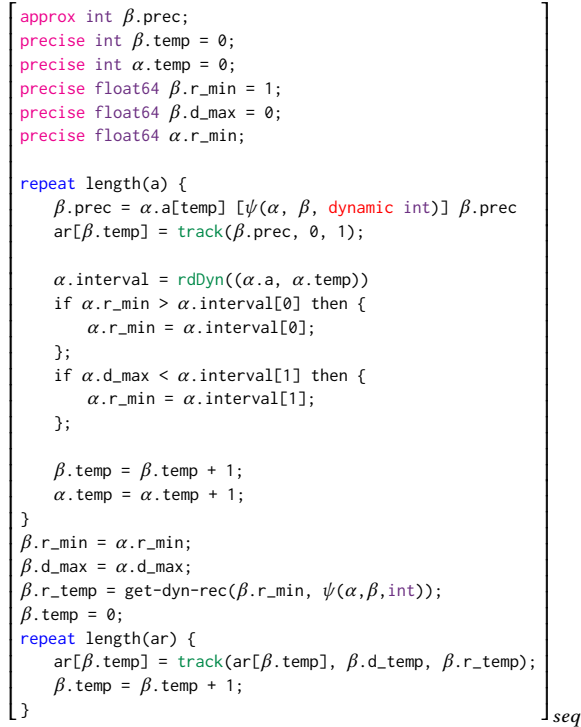 approx int β.prec;
precise int β.temp = 0;
precise int α.temp = 0;
precise float64 β.r_min = 1;
precise float64 β.d_max = 0;
precise float64 α.r_min;
repeat length(a) {
β.prec = α.a[temp] [ψ(α, β, dynamic int)] β.prec
ar[β.temp] = track(β.prec, 0, 1);
α.interval = rdDyn((α.a, α.temp))
if α.r_min > α.interval[0] then {
α.r_min = α.interval[0];
};
if α.d_max < α.interval[1] then {
α.r_min = α.interval[1];
};
β.temp = β.temp + 1;
α.temp = α.temp + 1;
}
β.r_min = α.r_min;
β.d_max = α.d_max;
β.r_temp = get-dyn-rec(β.r_min, ψ(α,β,int));
β.temp = 0;
repeat length(ar) {
ar[β.temp] = track(ar[β.temp], β.d_temp, β.r_temp);
β.temp = β.temp + 1;
}
seq